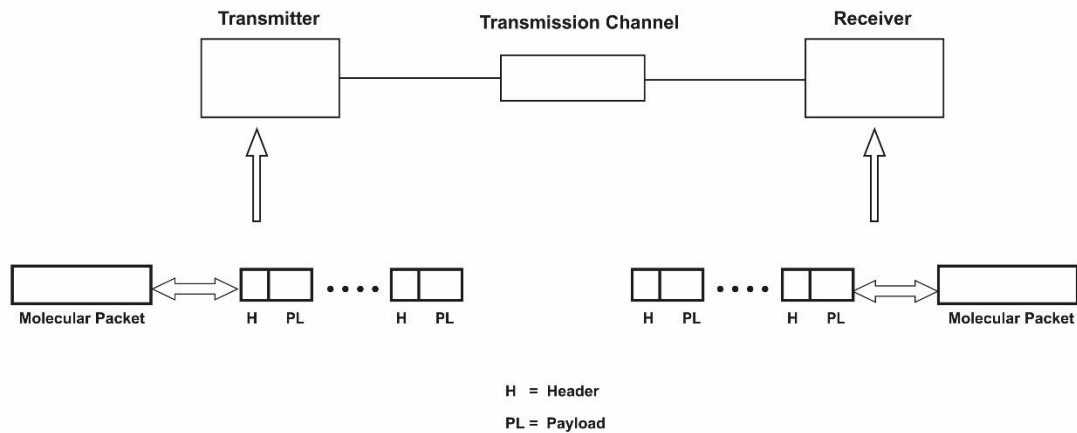 Transmitter
Transmission Channel
Receiver
Molecular Packet
H PL H PL
H PL H PL
Molecular Packet
H = Header
PL = Payload